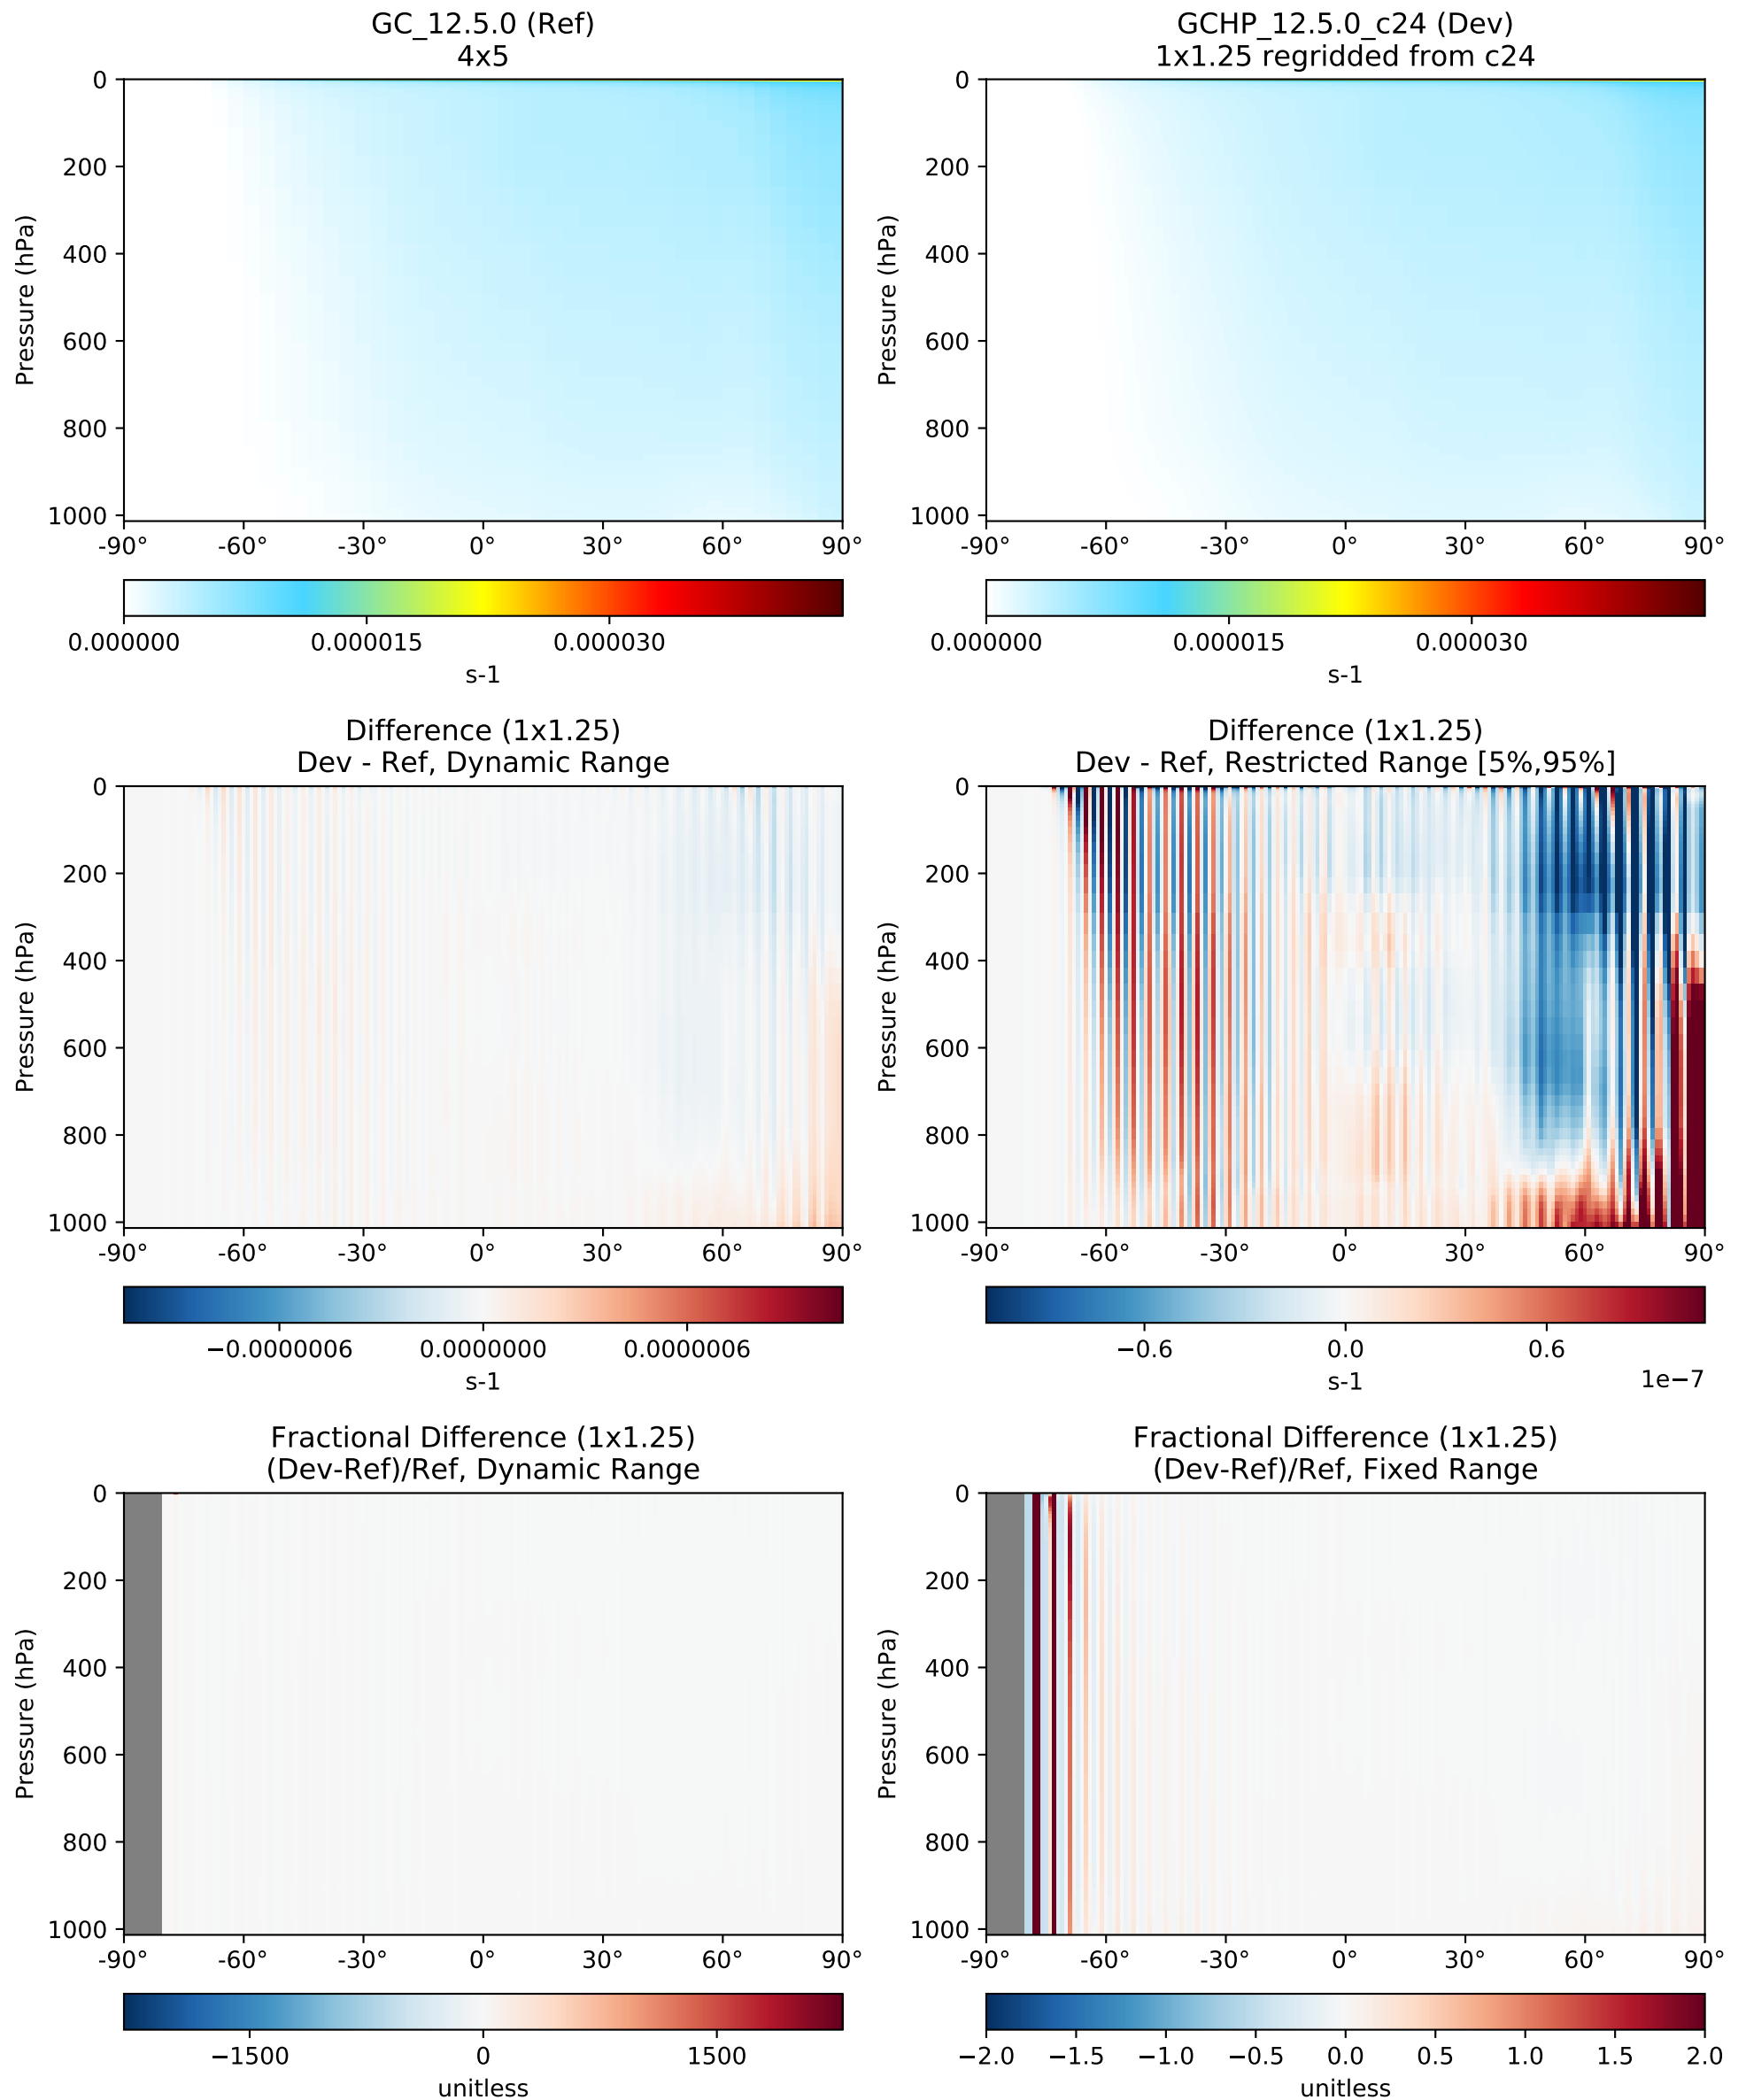 GC_12.5.0 (Ref)
4x5
GCHP_12.5.0_c24 (Dev)
1x1.25 regridded from c24
Pressure (hPa)
0
200
400
600
800
1000
-90° -60° -30° 0° 30° 60° 90°
0.000000 0.000015 0.000030
s-1
Pressure (hPa)
0
200
400
600
800
1000
-90° -60° -30° 0° 30° 60° 90°
0.000000 0.000015 0.000030
s-1
Difference (1x1.25)
Dev - Ref, Dynamic Range
Difference (1x1.25)
Dev - Ref, Restricted Range [5%,95%]
Pressure (hPa)
0
200
400
600
800
1000
-90° -60° -30° 0° 30° 60° 90°
−0.0000006 0.0000000 0.0000006
s-1
Pressure (hPa)
0
200
400
600
800
1000
-90° -60° -30° 0° 30° 60° 90°
−0.6 0.0 0.6
s-1
1e−7
Fractional Difference (1x1.25)
(Dev-Ref)/Ref, Dynamic Range
Fractional Difference (1x1.25)
(Dev-Ref)/Ref, Fixed Range
Pressure (hPa)
0
200
400
600
800
1000
-90° -60° -30° 0° 30° 60° 90°
−1500 0 1500
unitless
Pressure (hPa)
0
200
400
600
800
1000
-90° -60° -30° 0° 30° 60° 90°
−2.0 −1.5 −1.0 −0.5 0.0 0.5 1.0 1.5 2.0
unitless